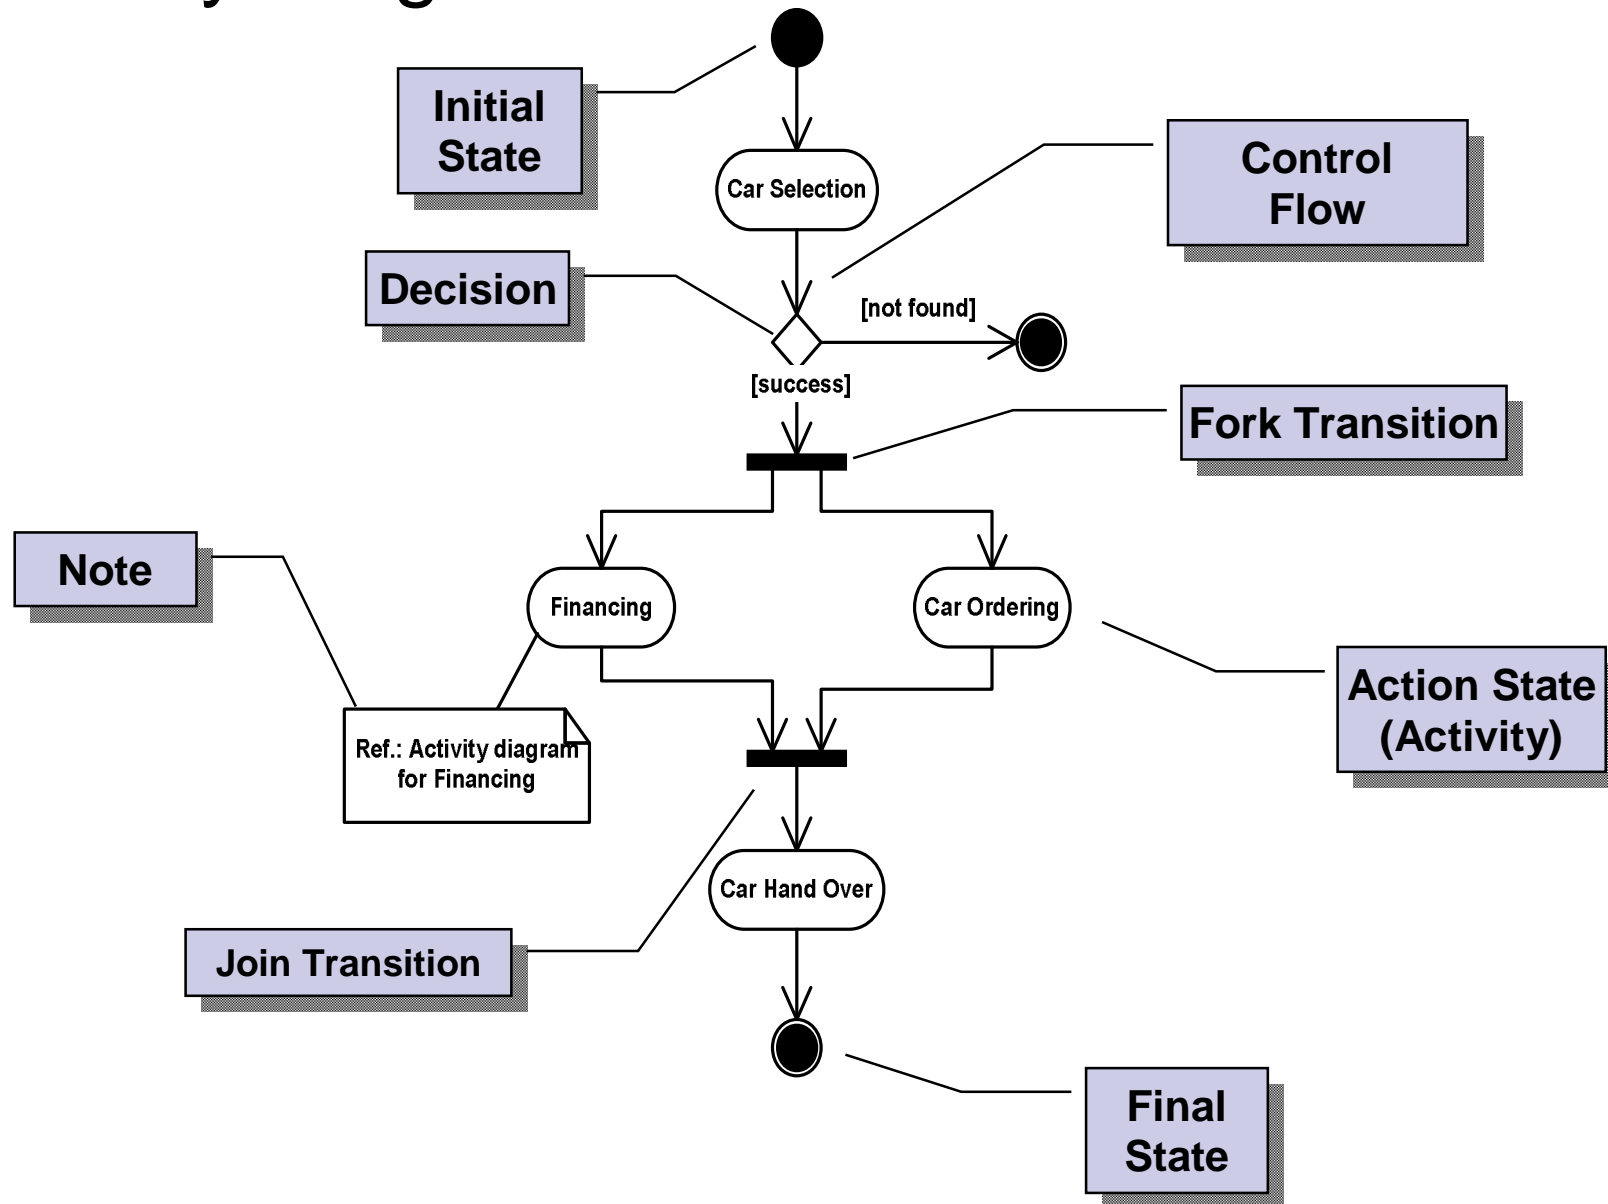 Initial
State
Control
Flow
Car Selection
Decision
[not found]
[success]
Fork Transition
Note
Financing
Car Ordering
Action State
(Activity)
Ref.: Activity diagram
for Financing
Car Hand Over
Join Transition
Final
State